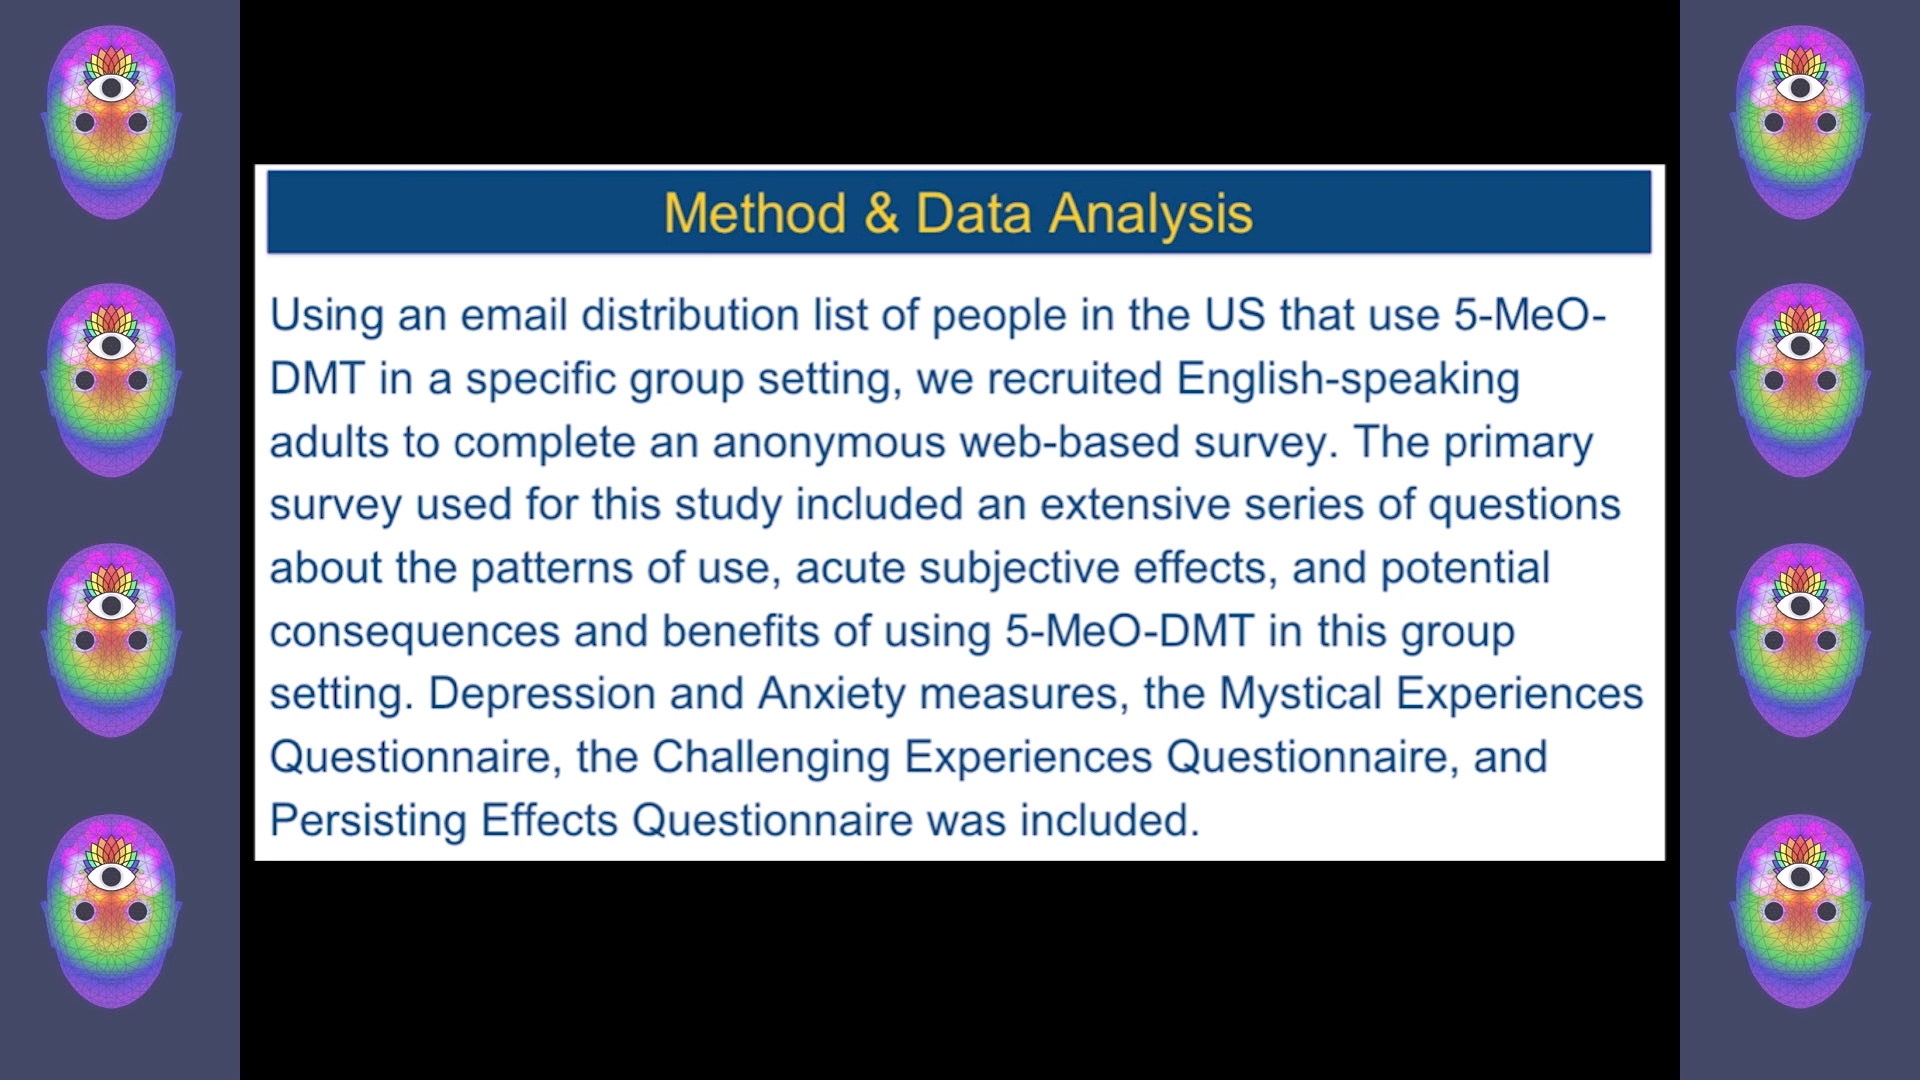 Method & Data Analysis
Using an email distribution list of people in the US that use 5-MeO-
DMT in a specific group setting, we recruited English-speaking
adults to complete an anonymous web-based survey. The primary
survey used for this study included an extensive series of questions
about the patterns of use, acute subjective effects, and potential
consequences and benefits of using 5-MeO-DMT in this group
setting. Depression and Anxiety measures, the Mystical Experiences
Questionnaire, the Challenging Experiences Questionnaire, and
Persisting Effects Questionnaire was included.